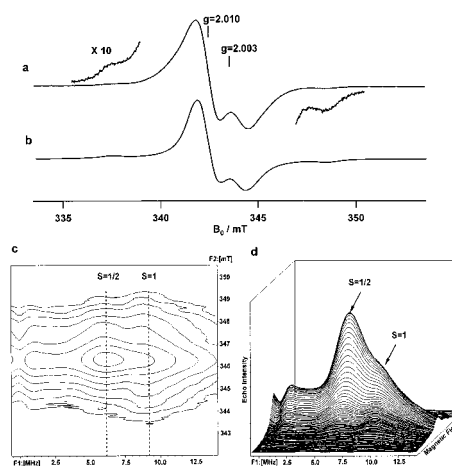 g=2.010
X 10
g=2.003
a
b
335
340
345
350
B₀ / mT
c
d
F2:[mT]
S=1/2
S=1
350
349
348
347
346
345
344
343
F1:[MHz]
2.5
5.0
7.5
10.0
12.5
S=1/2
S=1
Echo Intensity
F1:[MHz]
2.5
5.0
7.5
10.0
12.5